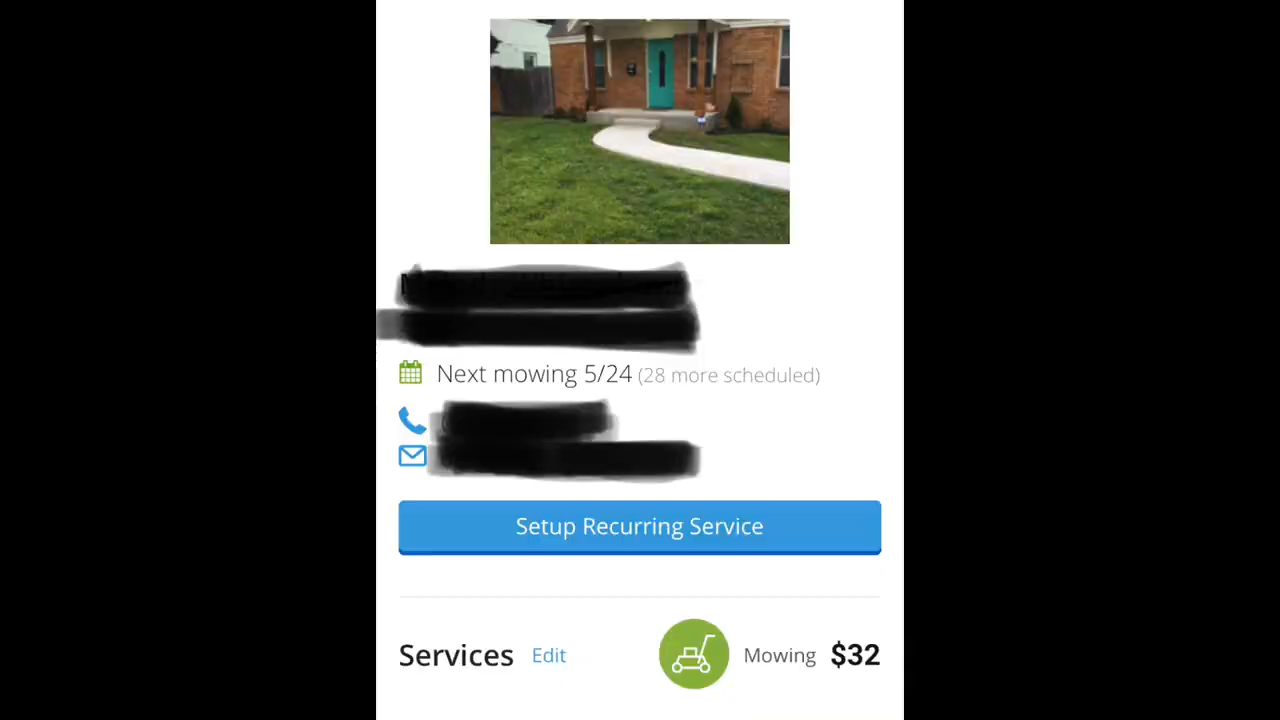 Next mowing 5/24 (28 more scheduled)
Setup Recurring Service
Services Edit Mowing $32